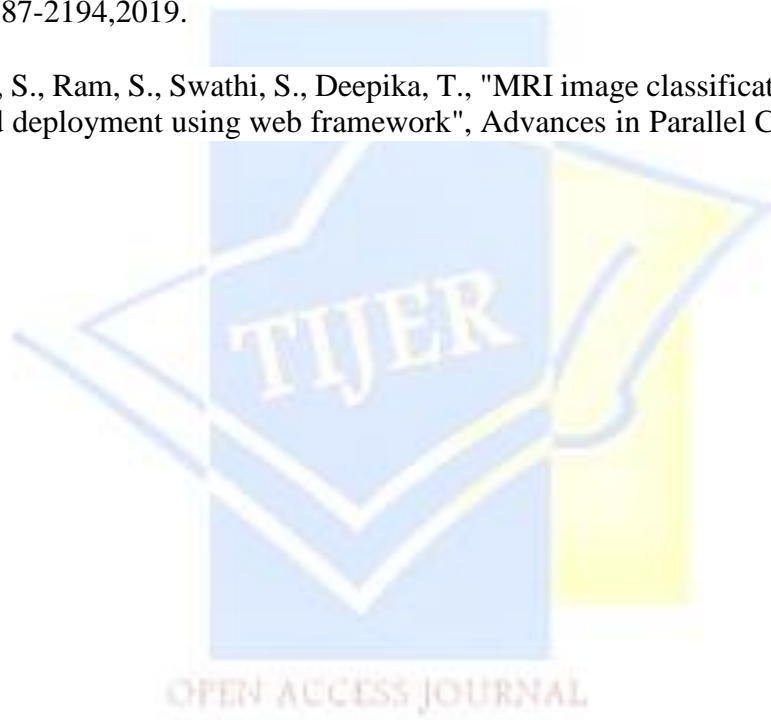 87-2194,2019.
, S., Ram, S., Swathi, S., Deepika, T., "MRI image classificat
deployment using web framework", Advances in Parallel C
TIJER
OPEN ACCESS JOURNAL